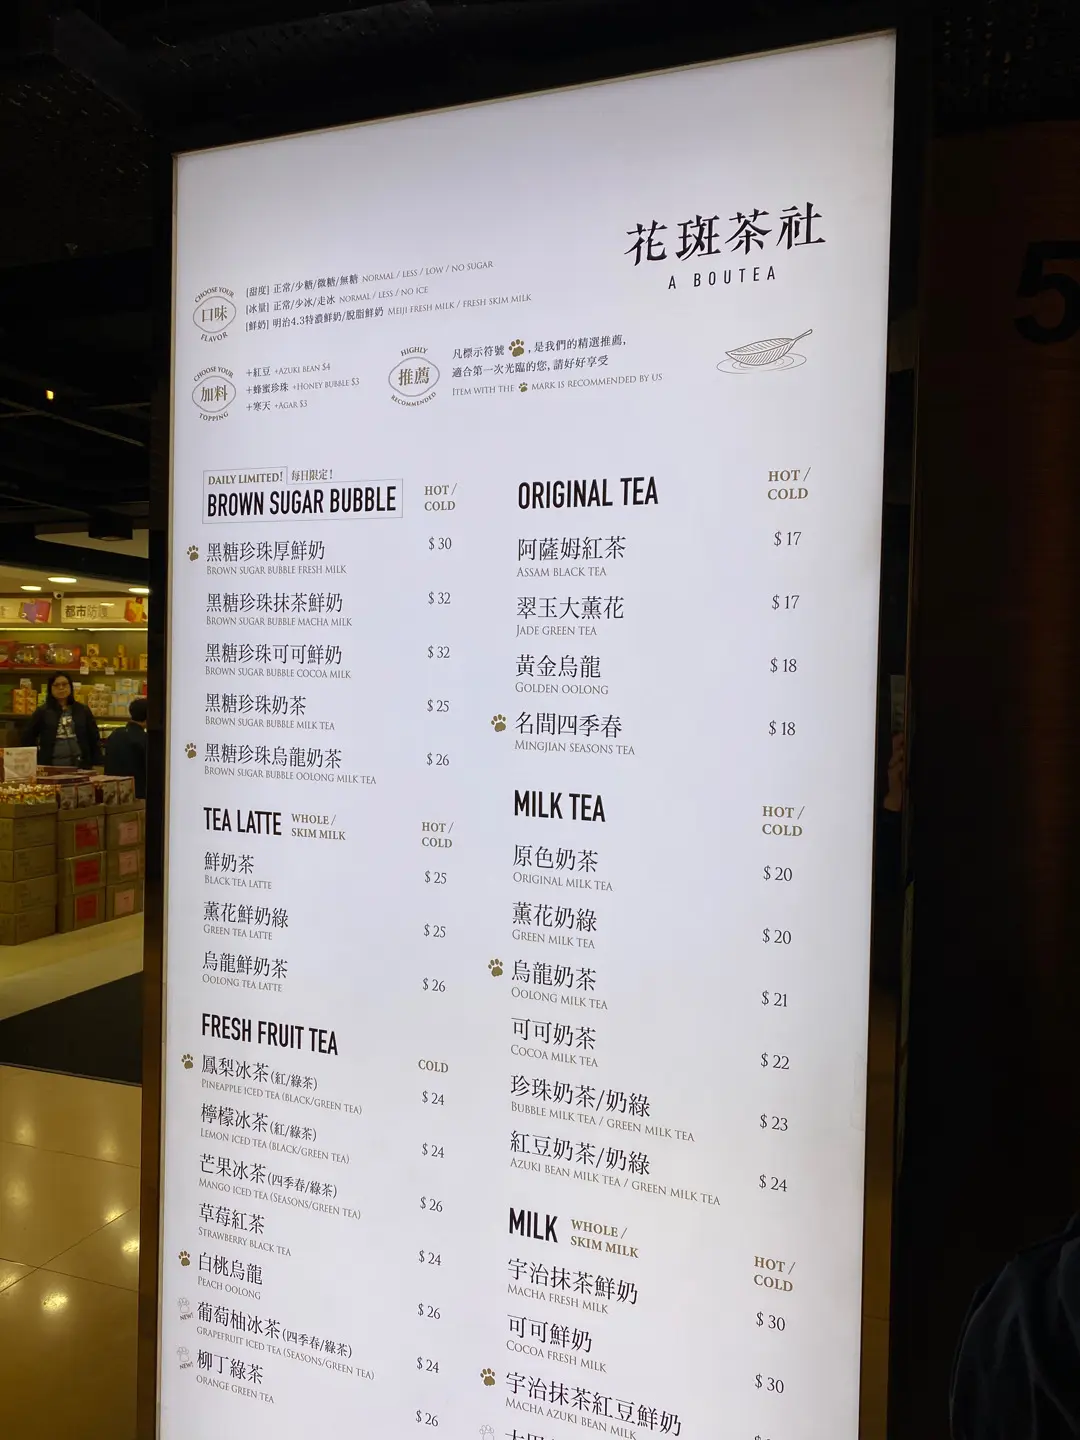 花斑茶社
A BOUTEA
CHOOSE YOUR
口味
FLAVOR
[甜度] 正常/少糖/微糖/無糖 NORMAL / LESS / LOW / NO SUGAR
[冰量] 正常/少冰/走冰 NORMAL / LESS / NO ICE
[鮮奶] 明治4.3特濃鮮奶/脫脂鮮奶 MEIJI FRESH MILK / FRESH SKIM MILK
CHOOSE YOUR
加料
TOPPING
+紅豆 +AZUKI BEAN $4
+蜂蜜珍珠 +HONEY BUBBLE $3
+寒天 +AGAR $3
HIGHLY
推薦
RECOMMENDED
凡標示符號 , 是我們的精選推薦,
適合第一次光臨的您, 請好好享受
ITEM WITH THE MARK IS RECOMMENDED BY US
DAILY LIMITED! 每日限定!
BROWN SUGAR BUBBLE
HOT /
COLD
黑糖珍珠厚鮮奶 $ 30
BROWN SUGAR BUBBLE FRESH MILK
黑糖珍珠抹茶鮮奶 $ 32
BROWN SUGAR BUBBLE MACHA MILK
黑糖珍珠可可鮮奶 $ 32
BROWN SUGAR BUBBLE COCOA MILK
黑糖珍珠奶茶 $ 25
BROWN SUGAR BUBBLE MILK TEA
黑糖珍珠烏龍奶茶 $ 26
BROWN SUGAR BUBBLE OOLONG MILK TEA
TEA LATTE
WHOLE /
SKIM MILK
HOT /
COLD
鮮奶茶 $ 25
BLACK TEA LATTE
薰花鮮奶綠 $ 25
GREEN TEA LATTE
烏龍鮮奶茶 $ 26
OOLONG TEA LATTE
FRESH FRUIT TEA
COLD
鳳梨冰茶(紅/綠茶) $ 24
PINEAPPLE ICED TEA (BLACK/GREEN TEA)
檸檬冰茶(紅/綠茶) $ 24
LEMON ICED TEA (BLACK/GREEN TEA)
芒果冰茶(四季春/綠茶) $ 26
MANGO ICED TEA (SEASONS/GREEN TEA)
草莓紅茶 $ 24
STRAWBERRY BLACK TEA
白桃烏龍 $ 26
PEACH OOLONG
NEW!
葡萄柚冰茶(四季春/綠茶) $ 24
GRAPEFRUIT ICED TEA (SEASONS/GREEN TEA)
NEW!
柳丁綠茶 $ 26
ORANGE GREEN TEA
ORIGINAL TEA
HOT /
COLD
阿薩姆紅茶 $ 17
ASSAM BLACK TEA
翠玉大薰花 $ 17
JADE GREEN TEA
黃金烏龍 $ 18
GOLDEN OOLONG
名間四季春 $ 18
MINGJIAN SEASONS TEA
MILK TEA
HOT /
COLD
原色奶茶 $ 20
ORIGINAL MILK TEA
薰花奶綠 $ 20
GREEN MILK TEA
烏龍奶茶 $ 21
OOLONG MILK TEA
可可奶茶 $ 22
COCOA MILK TEA
珍珠奶茶/奶綠 $ 23
BUBBLE MILK TEA / GREEN MILK TEA
紅豆奶茶/奶綠 $ 24
AZUKI BEAN MILK TEA / GREEN MILK TEA
MILK
WHOLE /
SKIM MILK
HOT /
COLD
宇治抹茶鮮奶 $ 30
MACHA FRESH MILK
可可鮮奶 $ 30
COCOA FRESH MILK
宇治抹茶紅豆鮮奶
MACHA AZUKI BEAN MILK
都市
5